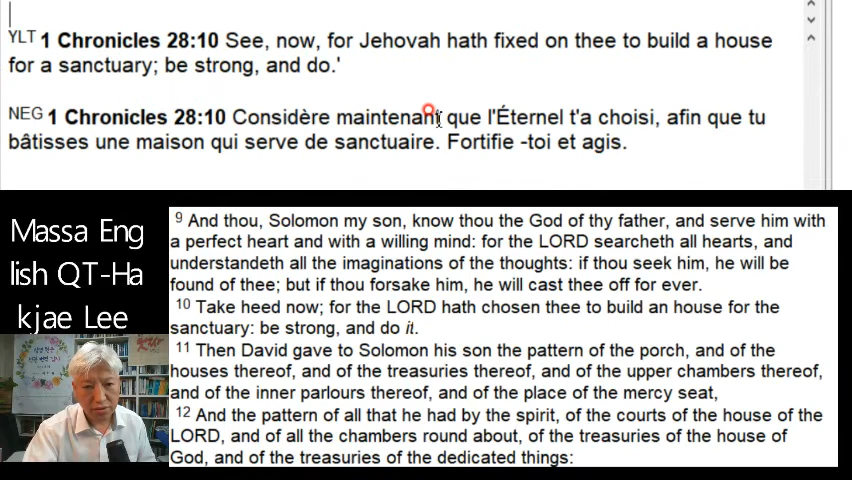 YLT 1 Chronicles 28:10 See, now, for Jehovah hath fixed on thee to build a house
for a sanctuary; be strong, and do.'
NEG 1 Chronicles 28:10 Considère maintenant que l'Éternel t'a choisi, afin que tu
bâtisses une maison qui serve de sanctuaire. Fortifie -toi et agis.
Massa Eng
lish QT-Ha
kjae Lee
9 And thou, Solomon my son, know thou the God of thy father, and serve him with
a perfect heart and with a willing mind: for the LORD searcheth all hearts, and
understandeth all the imaginations of the thoughts: if thou seek him, he will be
found of thee; but if thou forsake him, he will cast thee off for ever.
10 Take heed now; for the LORD hath chosen thee to build an house for the
sanctuary: be strong, and do it.
11 Then David gave to Solomon his son the pattern of the porch, and of the
houses thereof, and of the treasuries thereof, and of the upper chambers thereof,
and of the inner parlours thereof, and of the place of the mercy seat,
12 And the pattern of all that he had by the spirit, of the courts of the house of the
LORD, and of all the chambers round about, of the treasuries of the house of
God, and of the treasuries of the dedicated things: